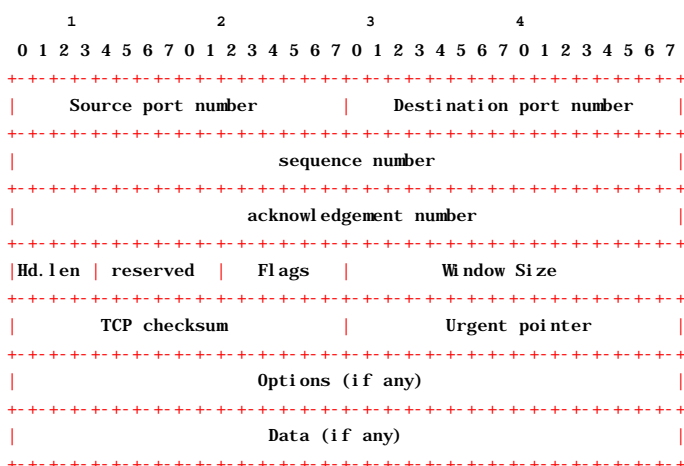 1 2 3 4
0 1 2 3 4 5 6 7 0 1 2 3 4 5 6 7 0 1 2 3 4 5 6 7 0 1 2 3 4 5 6 7
+-+-+-+-+-+-+-+-+-+-+-+-+-+-+-+-+-+-+-+-+-+-+-+-+-+-+-+-+-+-+-+-+
| Source port number | Destination port number |
+-+-+-+-+-+-+-+-+-+-+-+-+-+-+-+-+-+-+-+-+-+-+-+-+-+-+-+-+-+-+-+-+
| sequence number |
+-+-+-+-+-+-+-+-+-+-+-+-+-+-+-+-+-+-+-+-+-+-+-+-+-+-+-+-+-+-+-+-+
| acknowledgement number |
+-+-+-+-+-+-+-+-+-+-+-+-+-+-+-+-+-+-+-+-+-+-+-+-+-+-+-+-+-+-+-+-+
|Hd.len | reserved | Flags | Window Size
+-+-+-+-+-+-+-+-+-+-+-+-+-+-+-+-+-+-+-+-+-+-+-+-+-+-+-+-+-+-+-+-+
| TCP checksum | Urgent pointer |
+-+-+-+-+-+-+-+-+-+-+-+-+-+-+-+-+-+-+-+-+-+-+-+-+-+-+-+-+-+-+-+-+
| Options (if any) |
+-+-+-+-+-+-+-+-+-+-+-+-+-+-+-+-+-+-+-+-+-+-+-+-+-+-+-+-+-+-+-+-+
| Data (if any) |
+-+-+-+-+-+-+-+-+-+-+-+-+-+-+-+-+-+-+-+-+-+-+-+-+-+-+-+-+-+-+-+-+